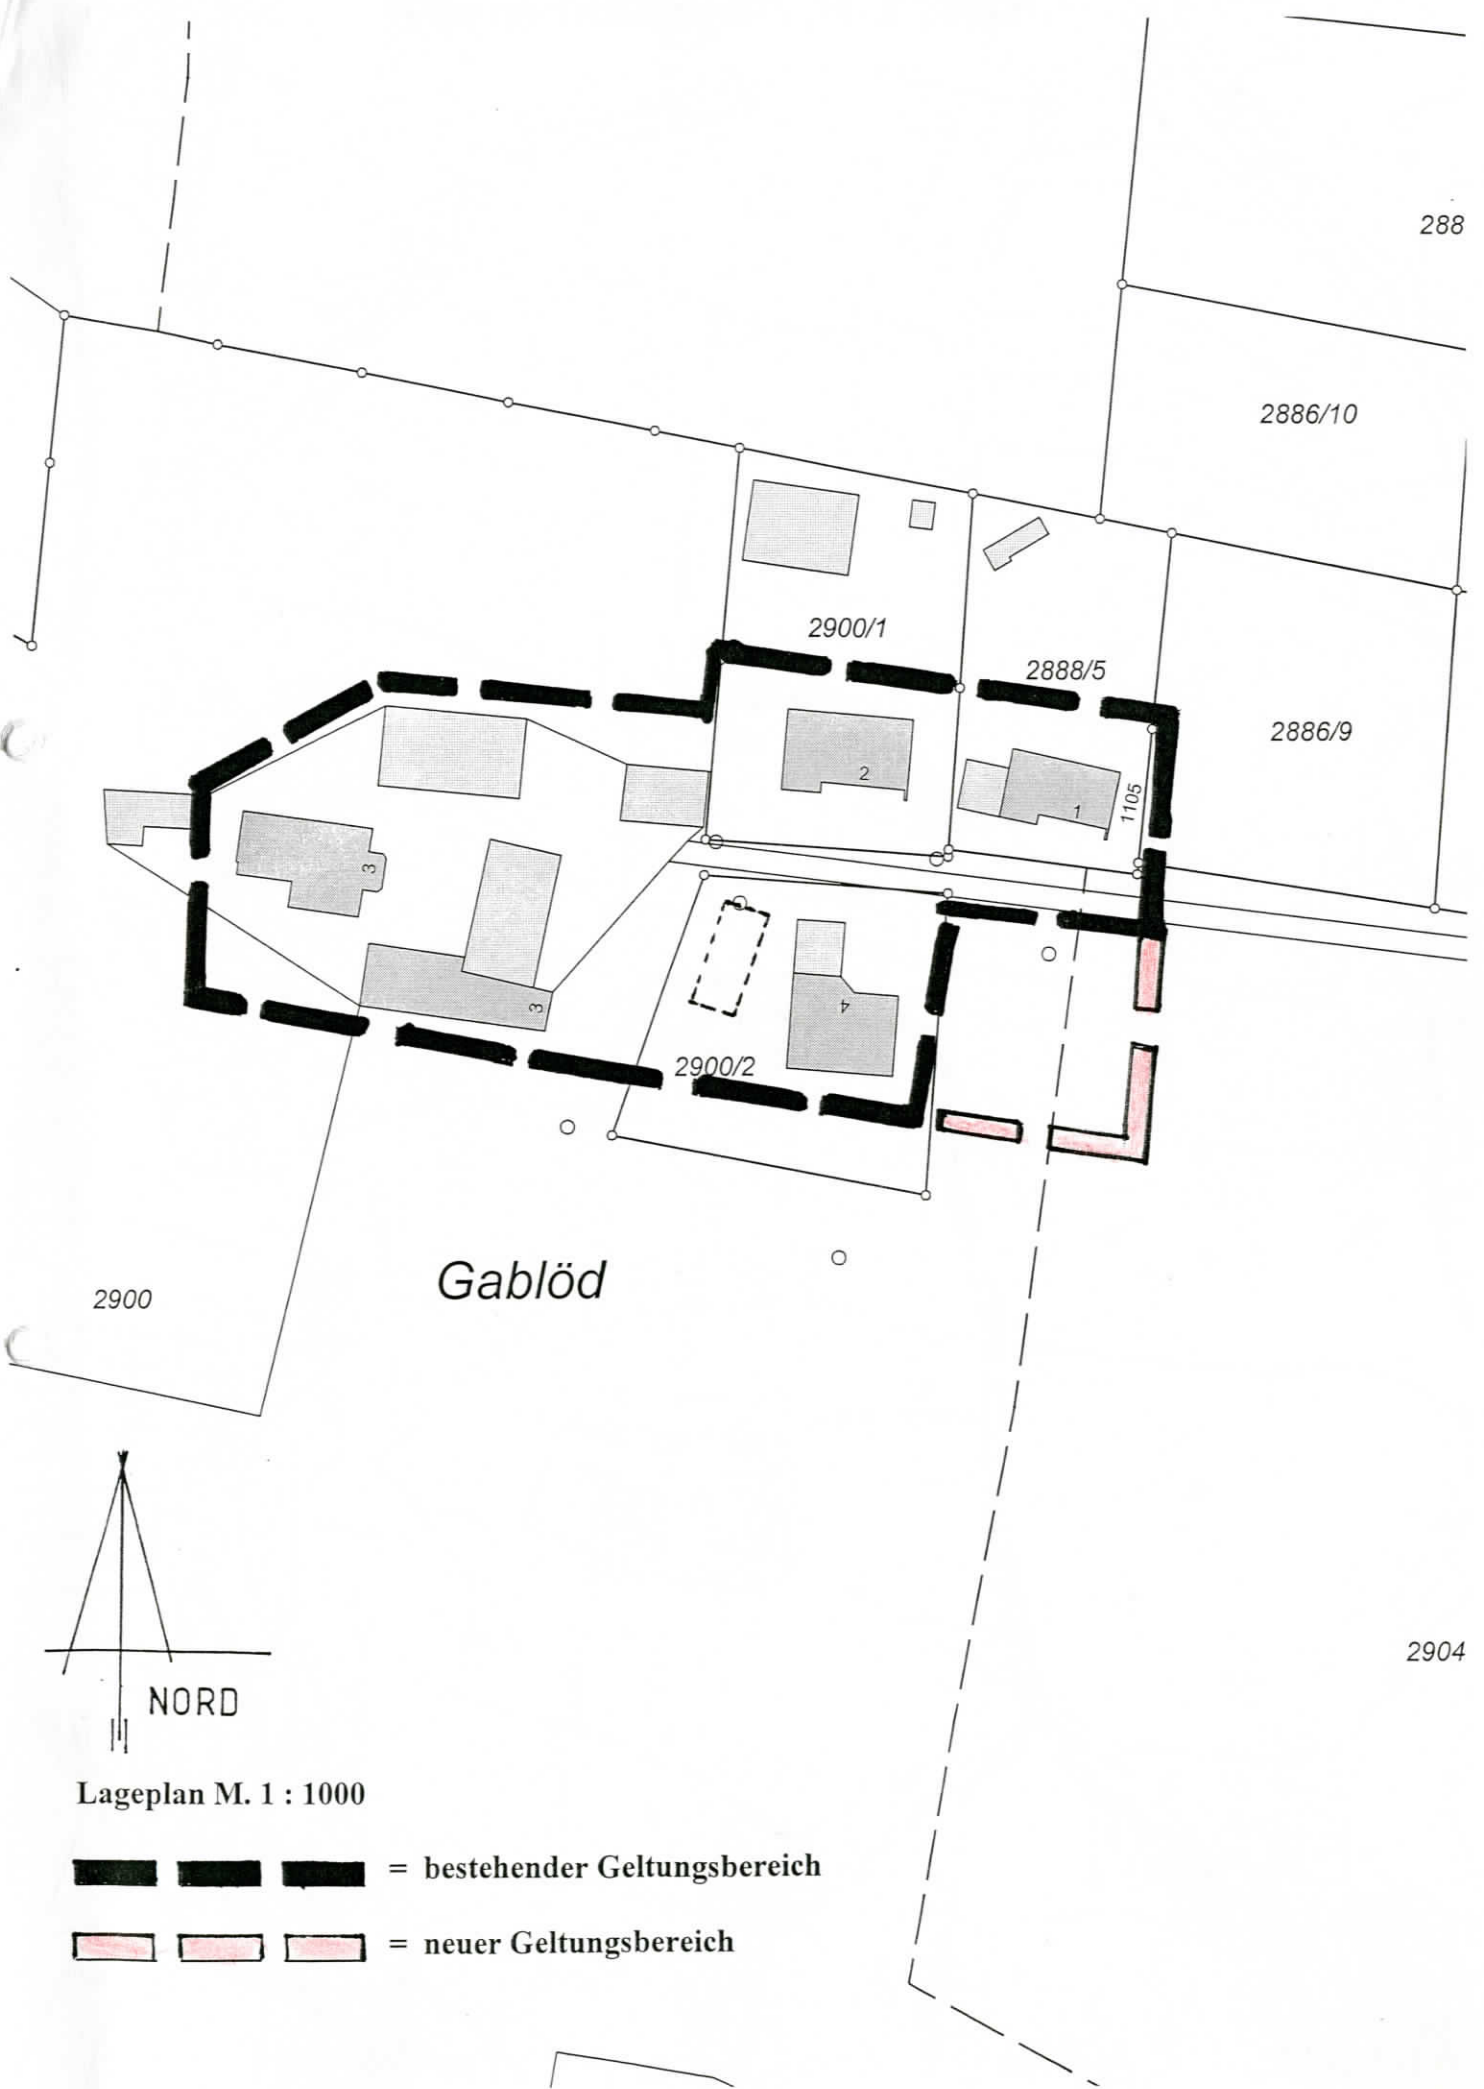 288
2886/10
2900/1
2888/5
2886/9
2
1
1105
3
3
4
2900/2
Gablöd
2900
2904
NORD
Lageplan M. 1 : 1000
= bestehender Geltungsbereich
= neuer Geltungsbereich